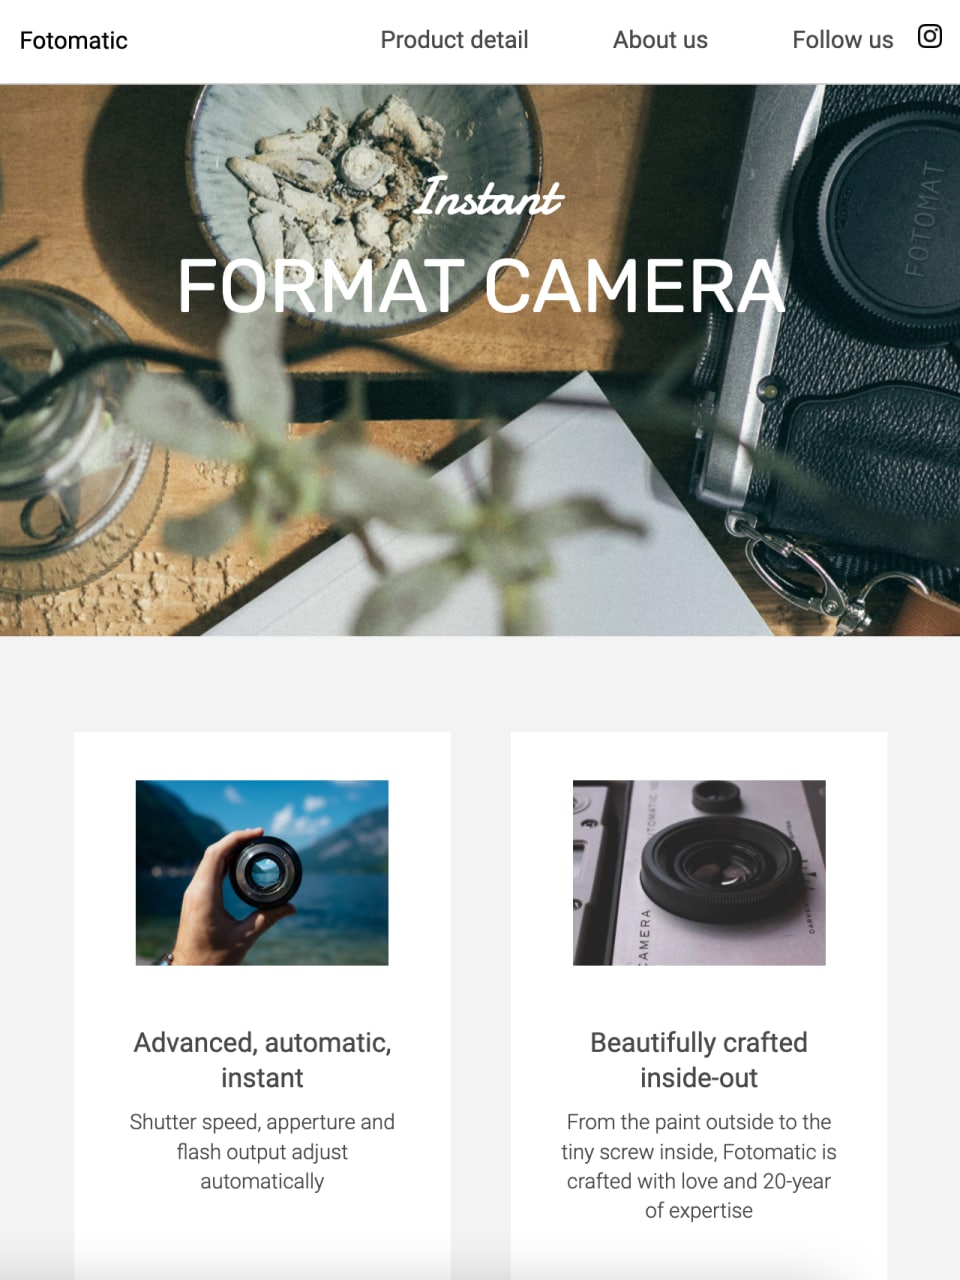 Fotomatic
Product detail
About us
Follow us
Instant
FORMAT CAMERA
FOTOMAT
CAMERA
Advanced, automatic,
instant
Shutter speed, apperture and
flash output adjust
automatically
Beautifully crafted
inside-out
From the paint outside to the
tiny screw inside, Fotomatic is
crafted with love and 20-year
of expertise